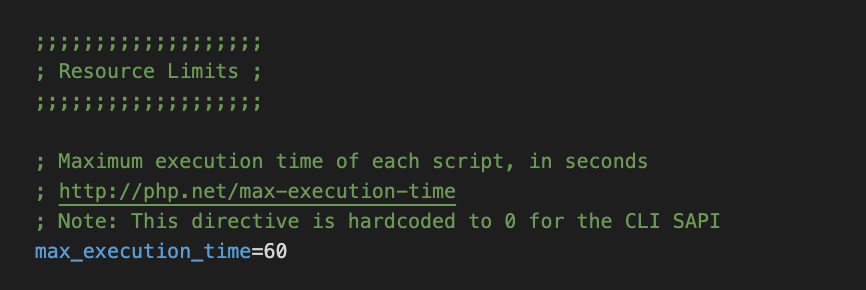 ;;;;;;;;;;;;;;;;;;;
; Resource Limits ;
;;;;;;;;;;;;;;;;;;;
; Maximum execution time of each script, in seconds
; http://php.net/max-execution-time
; Note: This directive is hardcoded to 0 for the CLI SAPI
max_execution_time=60